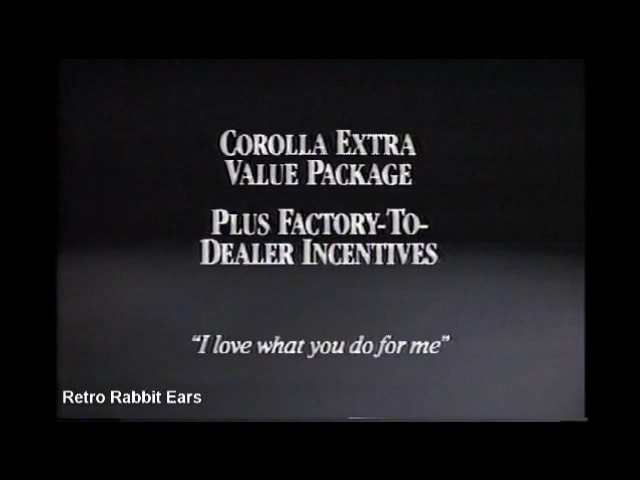 COROLLA EXTRA
VALUE PACKAGE
PLUS FACTORY-TO-
DEALER INCENTIVES
"I love what you do for me"
Retro Rabbit Ears